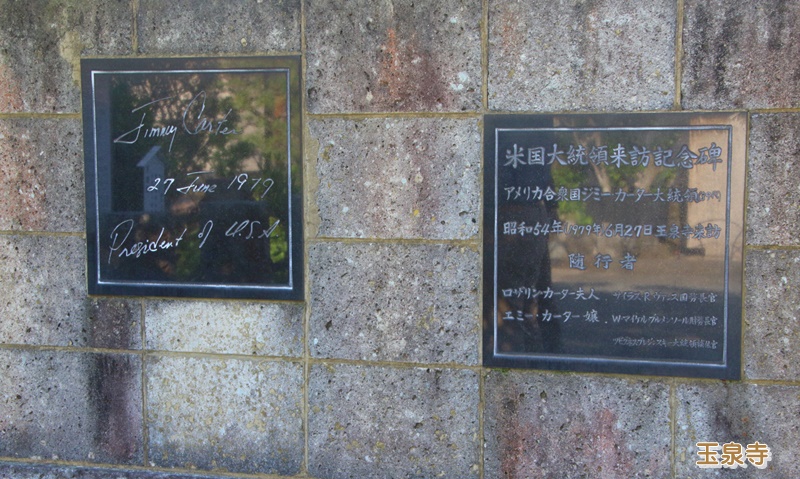 Jimmy Carter
27 June 1979
President of U.S.A
米国大統領来訪記念碑
アメリカ合衆国ジミー・カーター大統領
昭和54年1979年6月27日玉泉寺来訪
随行者
ロザリン・カーター夫人
エミー・カーター嬢
玉泉寺